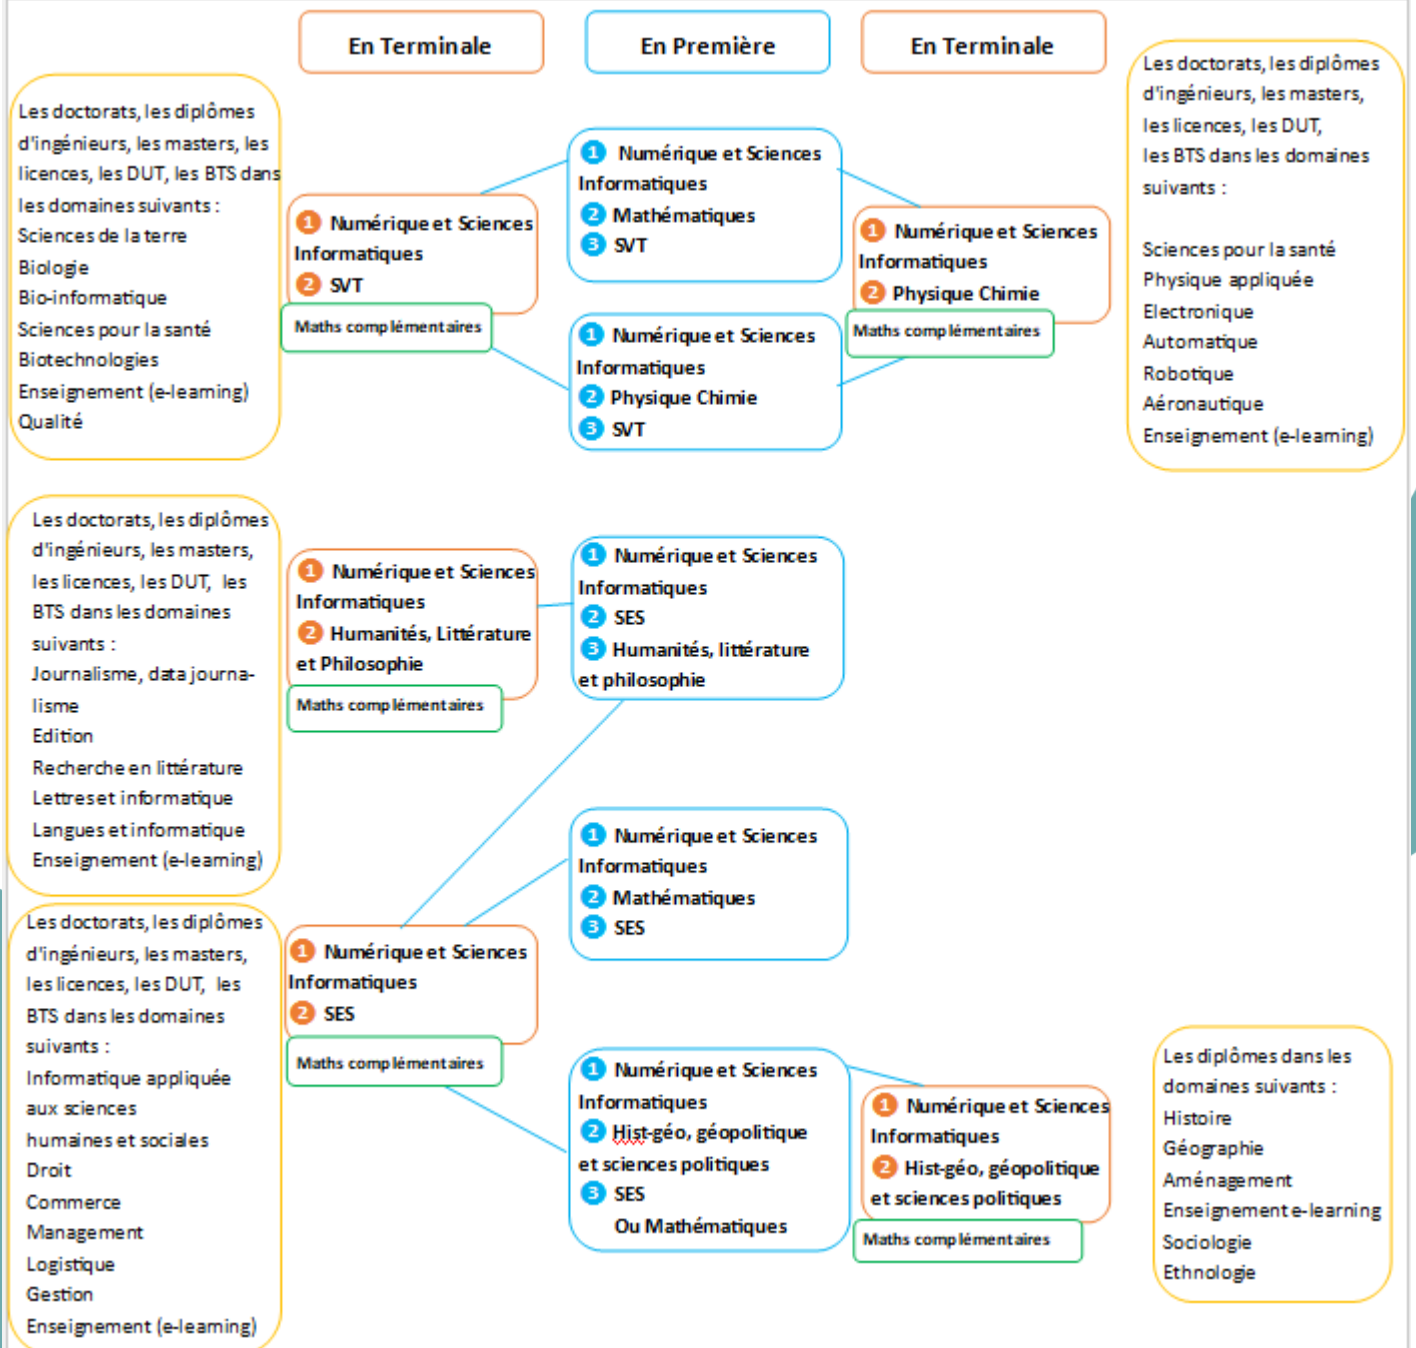 En Terminale
En Première
En Terminale
Les doctorats, les diplômes
d'ingénieurs, les masters, les
licences, les DUT, les BTS dans
les domaines suivants :
Sciences de la terre
Biologie
Bio-informatique
Sciences pour la santé
Biotechnologies
Enseignement (e-learning)
Qualité
1 Numérique et Sciences
Informatiques
2 SVT
Maths complémentaires
1 Numérique et Sciences
Informatiques
2 Mathématiques
3 SVT
1 Numérique et Sciences
Informatiques
2 Physique Chimie
3 SVT
1 Numérique et Sciences
Informatiques
2 Physique Chimie
Maths complémentaires
Les doctorats, les diplômes
d'ingénieurs, les masters,
les licences, les DUT,
les BTS dans les domaines
suivants :
Sciences pour la santé
Physique appliquée
Electronique
Automatique
Robotique
Aéronautique
Enseignement (e-learning)
Les doctorats, les diplômes
d'ingénieurs, les masters,
les licences, les DUT, les
BTS dans les domaines
suivants :
Journalisme, data journa-
lisme
Edition
Recherche en littérature
Lettres et informatique
Langues et informatique
Enseignement (e-learning)
1 Numérique et Sciences
Informatiques
2 Humanités, Littérature
et Philosophie
Maths complémentaires
1 Numérique et Sciences
Informatiques
2 SES
3 Humanités, littérature
et philosophie
1 Numérique et Sciences
Informatiques
2 Mathématiques
3 SES
Les doctorats, les diplômes
d'ingénieurs, les masters,
les licences, les DUT, les
BTS dans les domaines
suivants :
Informatique appliquée
aux sciences
humaines et sociales
Droit
Commerce
Management
Logistique
Gestion
Enseignement (e-learning)
1 Numérique et Sciences
Informatiques
2 SES
Maths complémentaires
1 Numérique et Sciences
Informatiques
2 Hist-géo, géopolitique
et sciences politiques
3 SES
Ou Mathématiques
1 Numérique et Sciences
Informatiques
2 Hist-géo, géopolitique
et sciences politiques
Maths complémentaires
Les diplômes dans les
domaines suivants :
Histoire
Géographie
Aménagement
Enseignement e-learning
Sociologie
Ethnologie